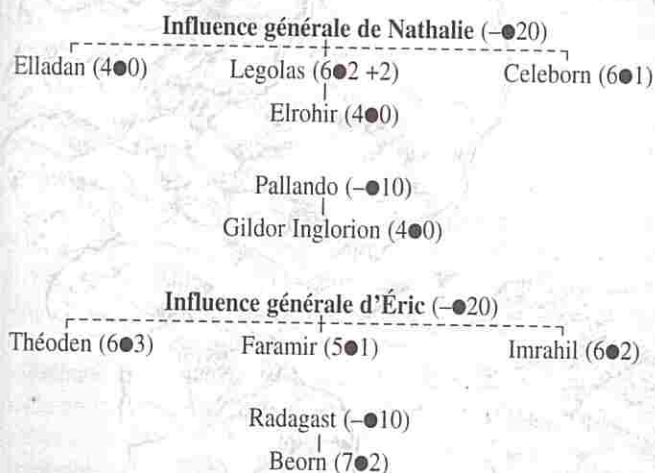 Influence générale de Nathalie (–●20)
Elladan (4●0) Legolas (6●2 +2) Celeborn (6●1)
Elrohir (4●0)
Pallando (–●10)
Gildor Inglorion (4●0)
Influence générale d'Éric (–●20)
Théoden (6●3) Faramir (5●1) Imrahil (6●2)
Radagast (–●10)
Beorn (7●2)